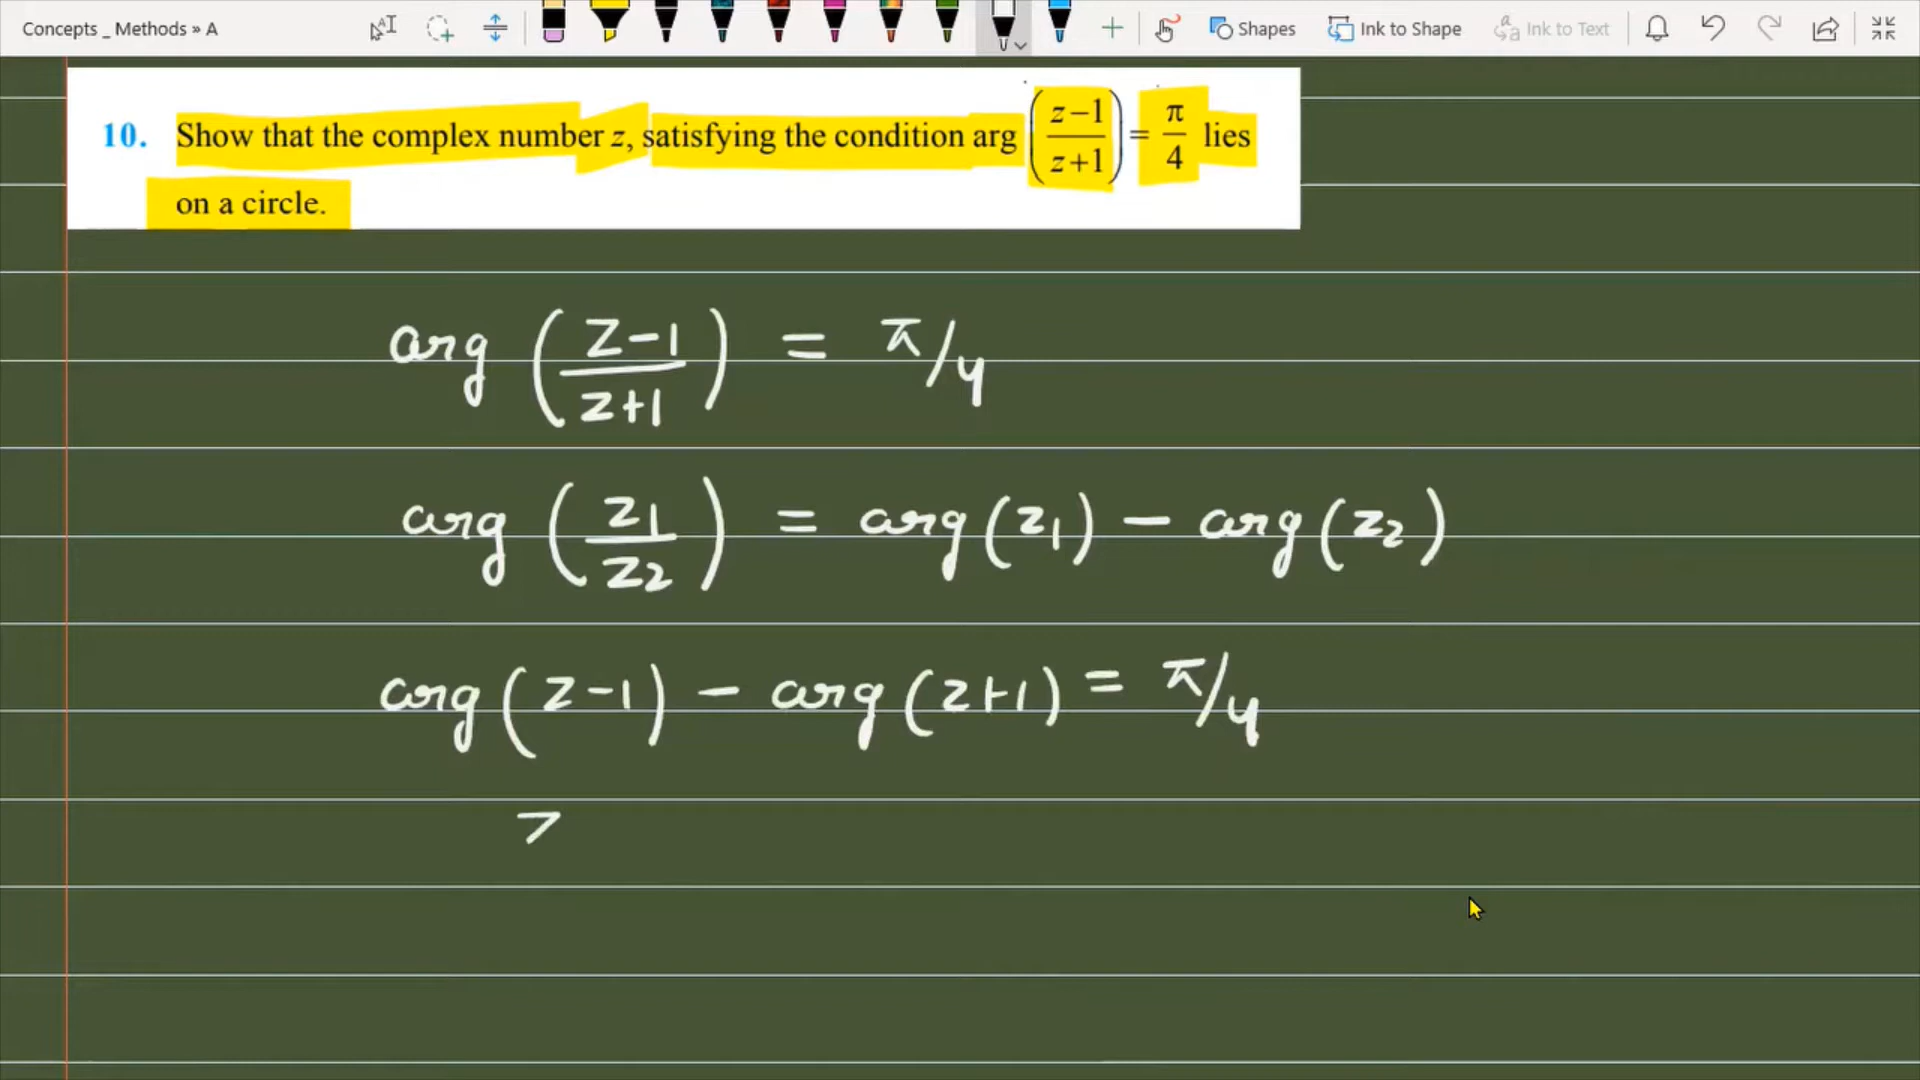 Concepts _ Methods » A
Shapes
Ink to Shape
Ink to Text
10. Show that the complex number z, satisfying the condition arg ((z−1)/(z+1)) = π/4 lies
on a circle.
arg ((z-1)/(z+1)) = π/4
arg (z1/z2) = arg(z1) - arg(z2)
arg(z-1) - arg(z+1) = π/4